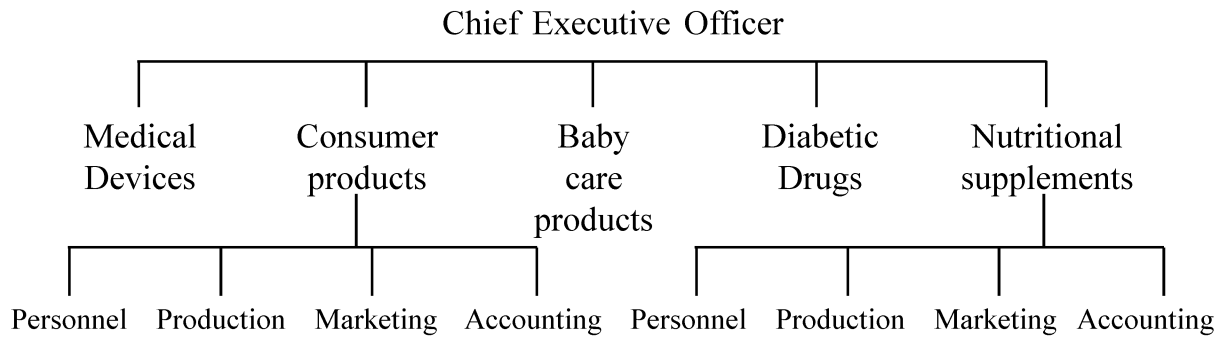 Chief Executive Officer
Medical
Devices
Consumer
products
Baby
care
products
Diabetic
Drugs
Nutritional
supplements
Personnel
Production
Marketing
Accounting
Personnel
Production
Marketing
Accounting